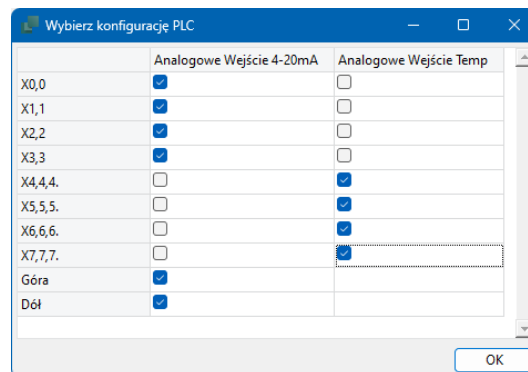 Wybierz konfigurację PLC
Analogowe Wejście 4-20mA Analogowe Wejście Temp
X0,0
X1,1
X2,2
X3,3
X4,4,4.
X5,5,5.
X6,6,6.
X7,7,7.
Góra
Dół
OK